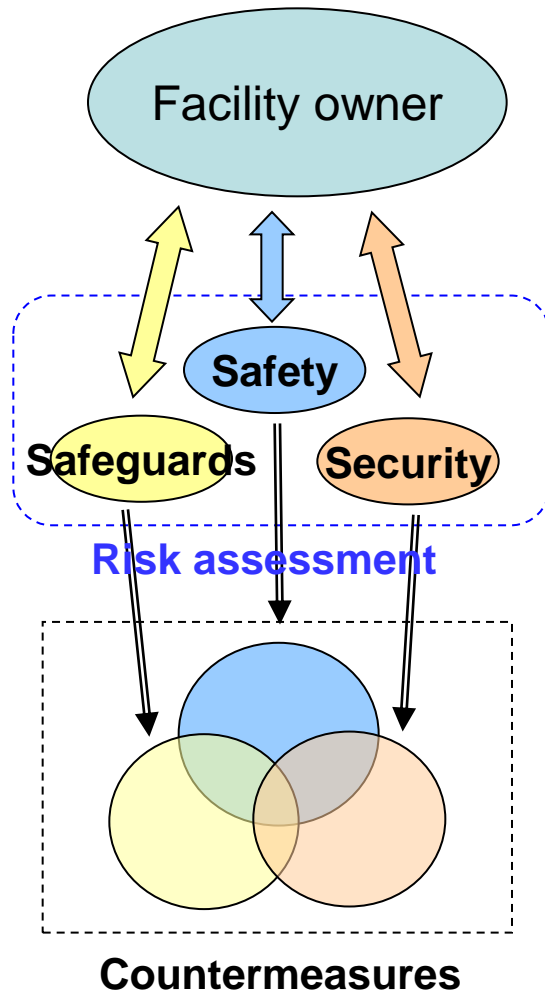 Facility owner
Safety
Safeguards
Security
Risk assessment
Countermeasures